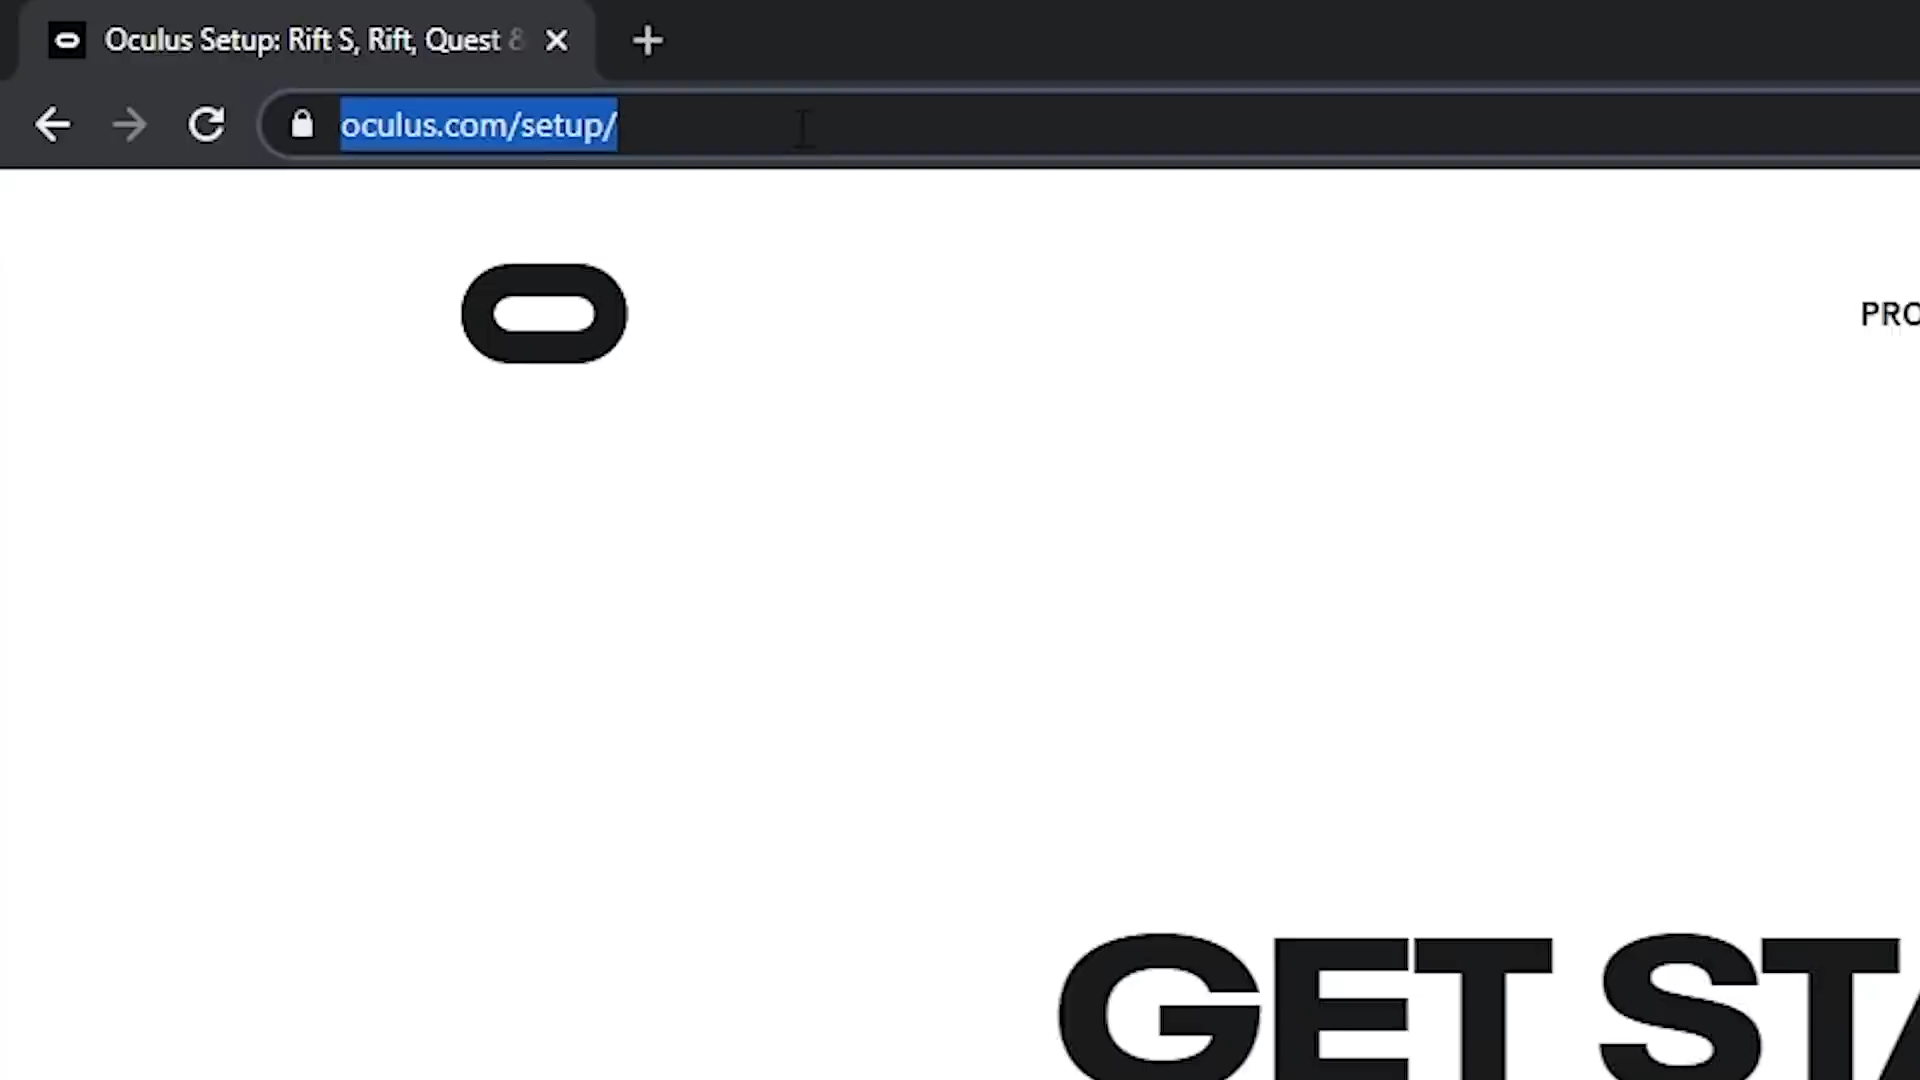 Oculus Setup: Rift S, Rift, Quest &
oculus.com/setup/
PRO
GET STA